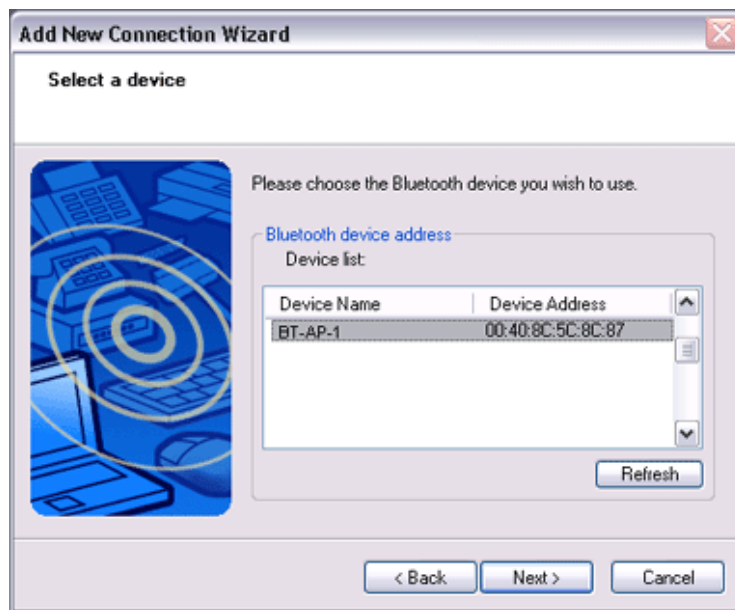 Add New Connection Wizard
Select a device
Please choose the Bluetooth device you wish to use.
Bluetooth device address
Device list:
Device Name Device Address
BT-AP-1 00:40:8C:5C:8C:87
Refresh
< Back Next > Cancel